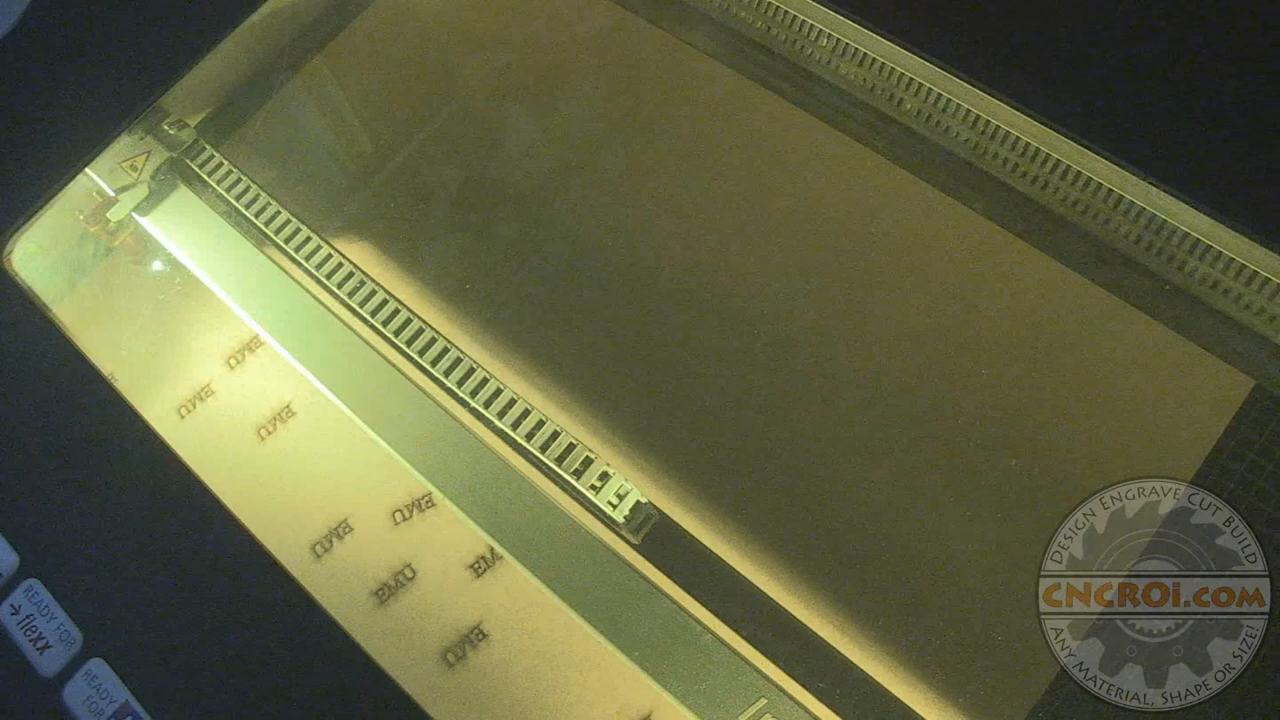 EMU
EMU
EMU
EMU
EMU
EMU
EMU
EMU
READY FOR
→flexx
READY
FOR
DESIGN ENGRAVE CUT BUILD
CNCROi.COM
ANY MATERIAL, SHAPE OR SIZE!